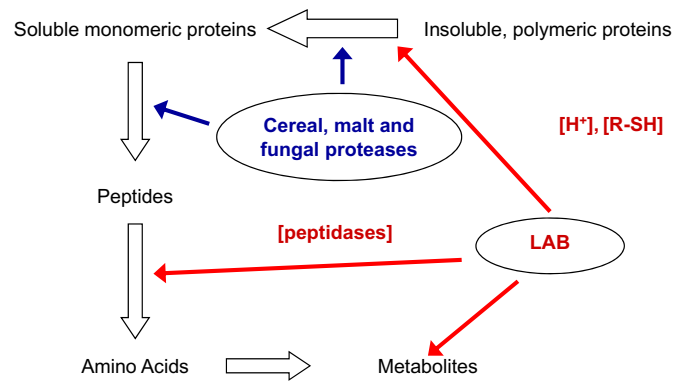 Soluble monomeric proteins
Insoluble, polymeric proteins
Cereal, malt and
fungal proteases
[H⁺], [R-SH]
Peptides
[peptidases]
LAB
Amino Acids
Metabolites